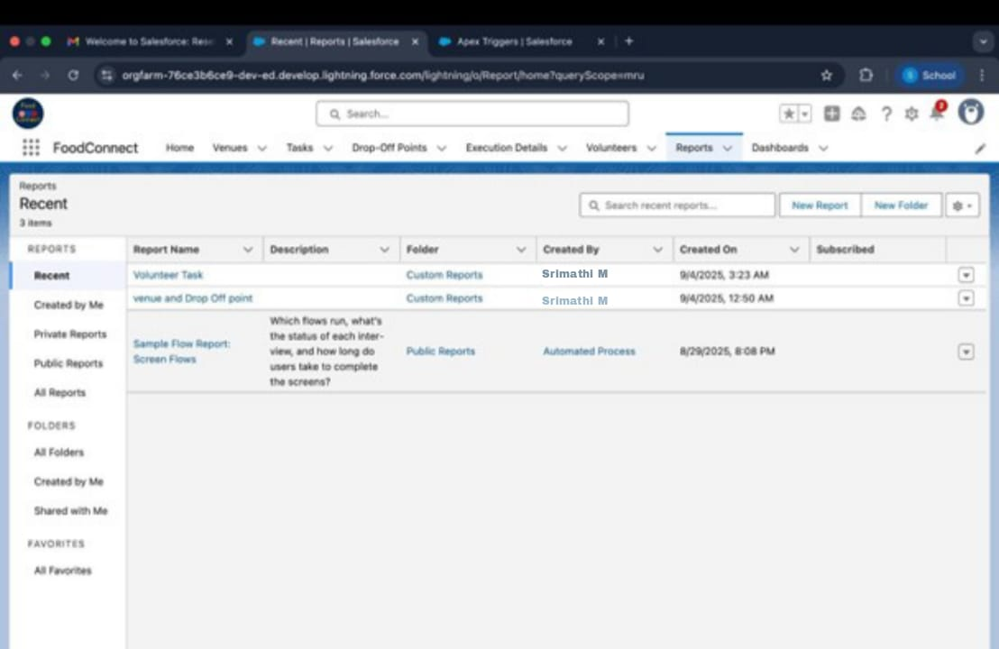 Welcome to Salesforce: Rese
Recent | Reports | Salesforce
Apex Triggers | Salesforce
orgfarm-76ce3b6ce9-dev-ed.develop.lightning.force.com/lightning/o/Report/home?queryScope=mru
School
Food
Connect
Search...
2
FoodConnect
Home
Venues
Tasks
Drop-Off Points
Execution Details
Volunteers
Reports
Dashboards
Reports
Recent
3 items
Search recent reports...
New Report
New Folder
REPORTS
Recent
Created by Me
Private Reports
Public Reports
All Reports
FOLDERS
All Folders
Created by Me
Shared with Me
FAVORITES
All Favorites
Report Name Description Folder Created By Created On Subscribed
Volunteer Task Custom Reports Srimathi M 9/4/2025, 3:23 AM
venue and Drop Off point Custom Reports Srimathi M 9/4/2025, 12:50 AM
Sample Flow Report:
Screen Flows
Which flows run, what's
the status of each inter-
view, and how long do
users take to complete
the screens?
Public Reports
Automated Process
8/29/2025, 8:08 PM